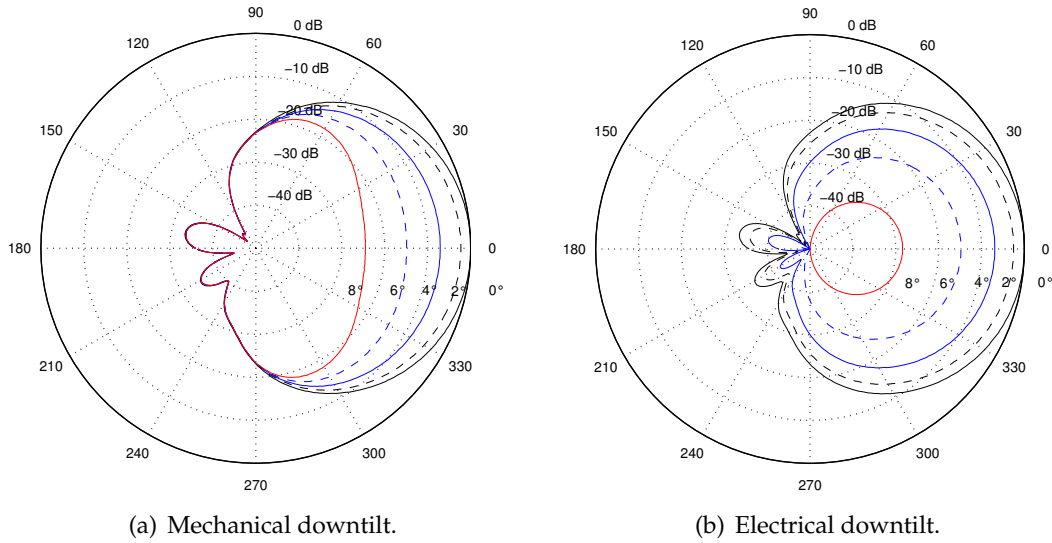 90
0 dB
120
60
−10 dB
−20 dB
150
30
−30 dB
−40 dB
180
0
8° 6° 4° 2° 0°
210
330
240
300
270
(a) Mechanical downtilt.
90
0 dB
120
60
−10 dB
−20 dB
150
30
−30 dB
−40 dB
180
0
8° 6° 4° 2° 0°
210
330
240
300
270
(b) Electrical downtilt.